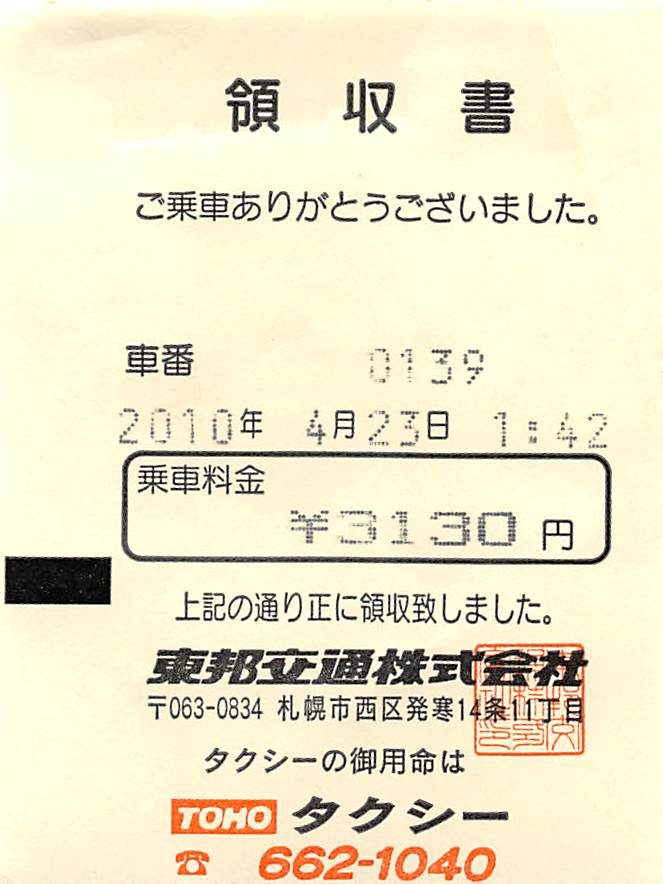 領収書
ご乗車ありがとうございました。
車番 0139
2010年 4月23日 1:42
乗車料金
¥3130円
上記の通り正に領収致しました。
東邦交通株式会社
〒063-0834 札幌市西区発寒14条11丁目
タクシーの御用命は
TOHO タクシー
☎ 662-1040